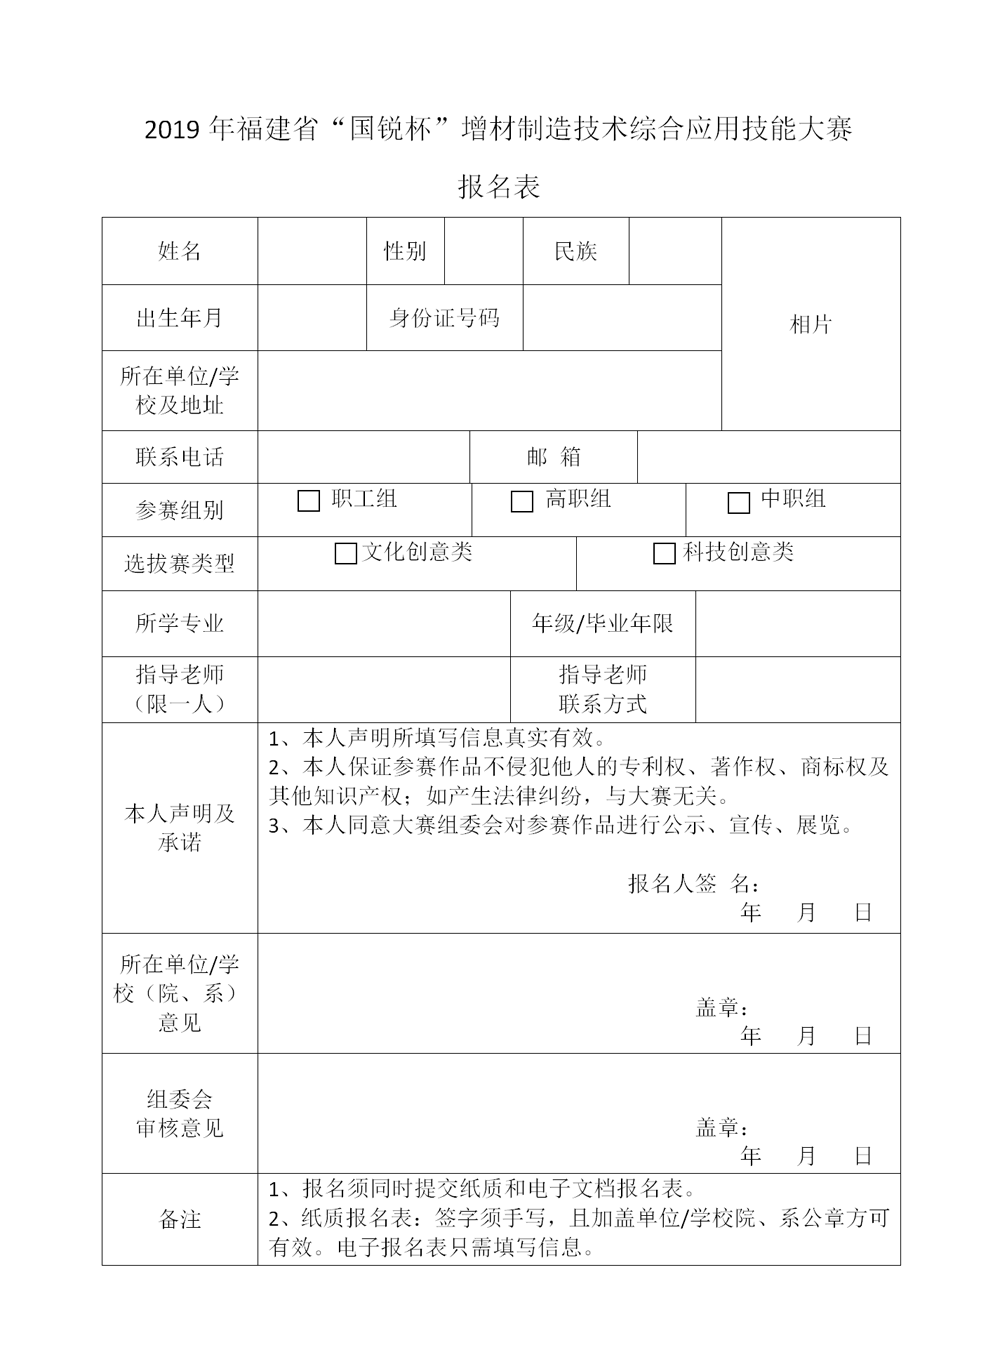 2019 年福建省“国锐杯”增材制造技术综合应用技能大赛
报名表
姓名
性别
民族
相片
出生年月
身份证号码
所在单位/学
校及地址
联系电话
邮 箱
参赛组别
职工组
高职组
中职组
选拔赛类型
文化创意类
科技创意类
所学专业
年级/毕业年限
指导老师
（限一人）
指导老师
联系方式
本人声明及
承诺
1、本人声明所填写信息真实有效。
2、本人保证参赛作品不侵犯他人的专利权、著作权、商标权及
其他知识产权；如产生法律纠纷，与大赛无关。
3、本人同意大赛组委会对参赛作品进行公示、宣传、展览。
报名人签 名：
年 月 日
所在单位/学
校（院、系）
意见
盖章：
年 月 日
组委会
审核意见
盖章：
年 月 日
备注
1、报名须同时提交纸质和电子文档报名表。
2、纸质报名表：签字须手写，且加盖单位/学校院、系公章方可
有效。电子报名表只需填写信息。